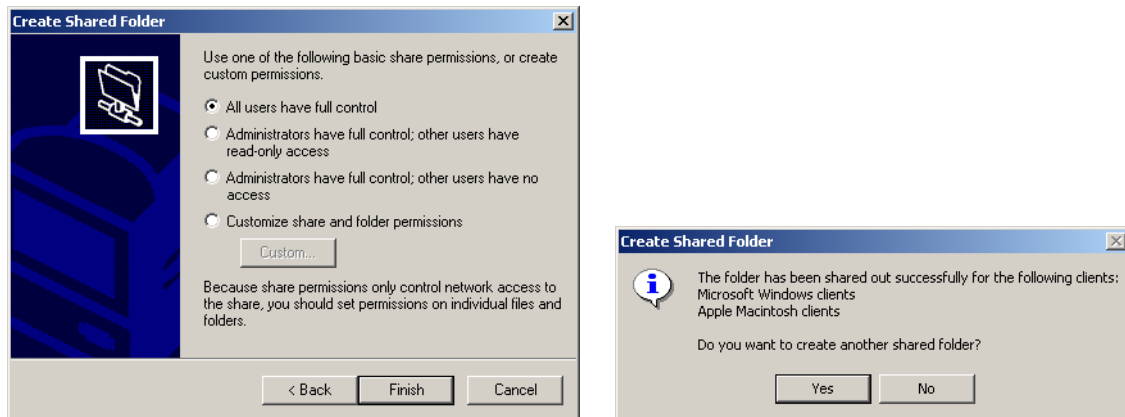 Create Shared Folder
Use one of the following basic share permissions, or create
custom permissions.
All users have full control
Administrators have full control; other users have
read-only access
Administrators have full control; other users have no
access
Customize share and folder permissions
Custom...
Because share permissions only control network access to
the share, you should set permissions on individual files and
folders.
< Back
Finish
Cancel
Create Shared Folder
The folder has been shared out successfully for the following clients:
Microsoft Windows clients
Apple Macintosh clients
Do you want to create another shared folder?
Yes
No